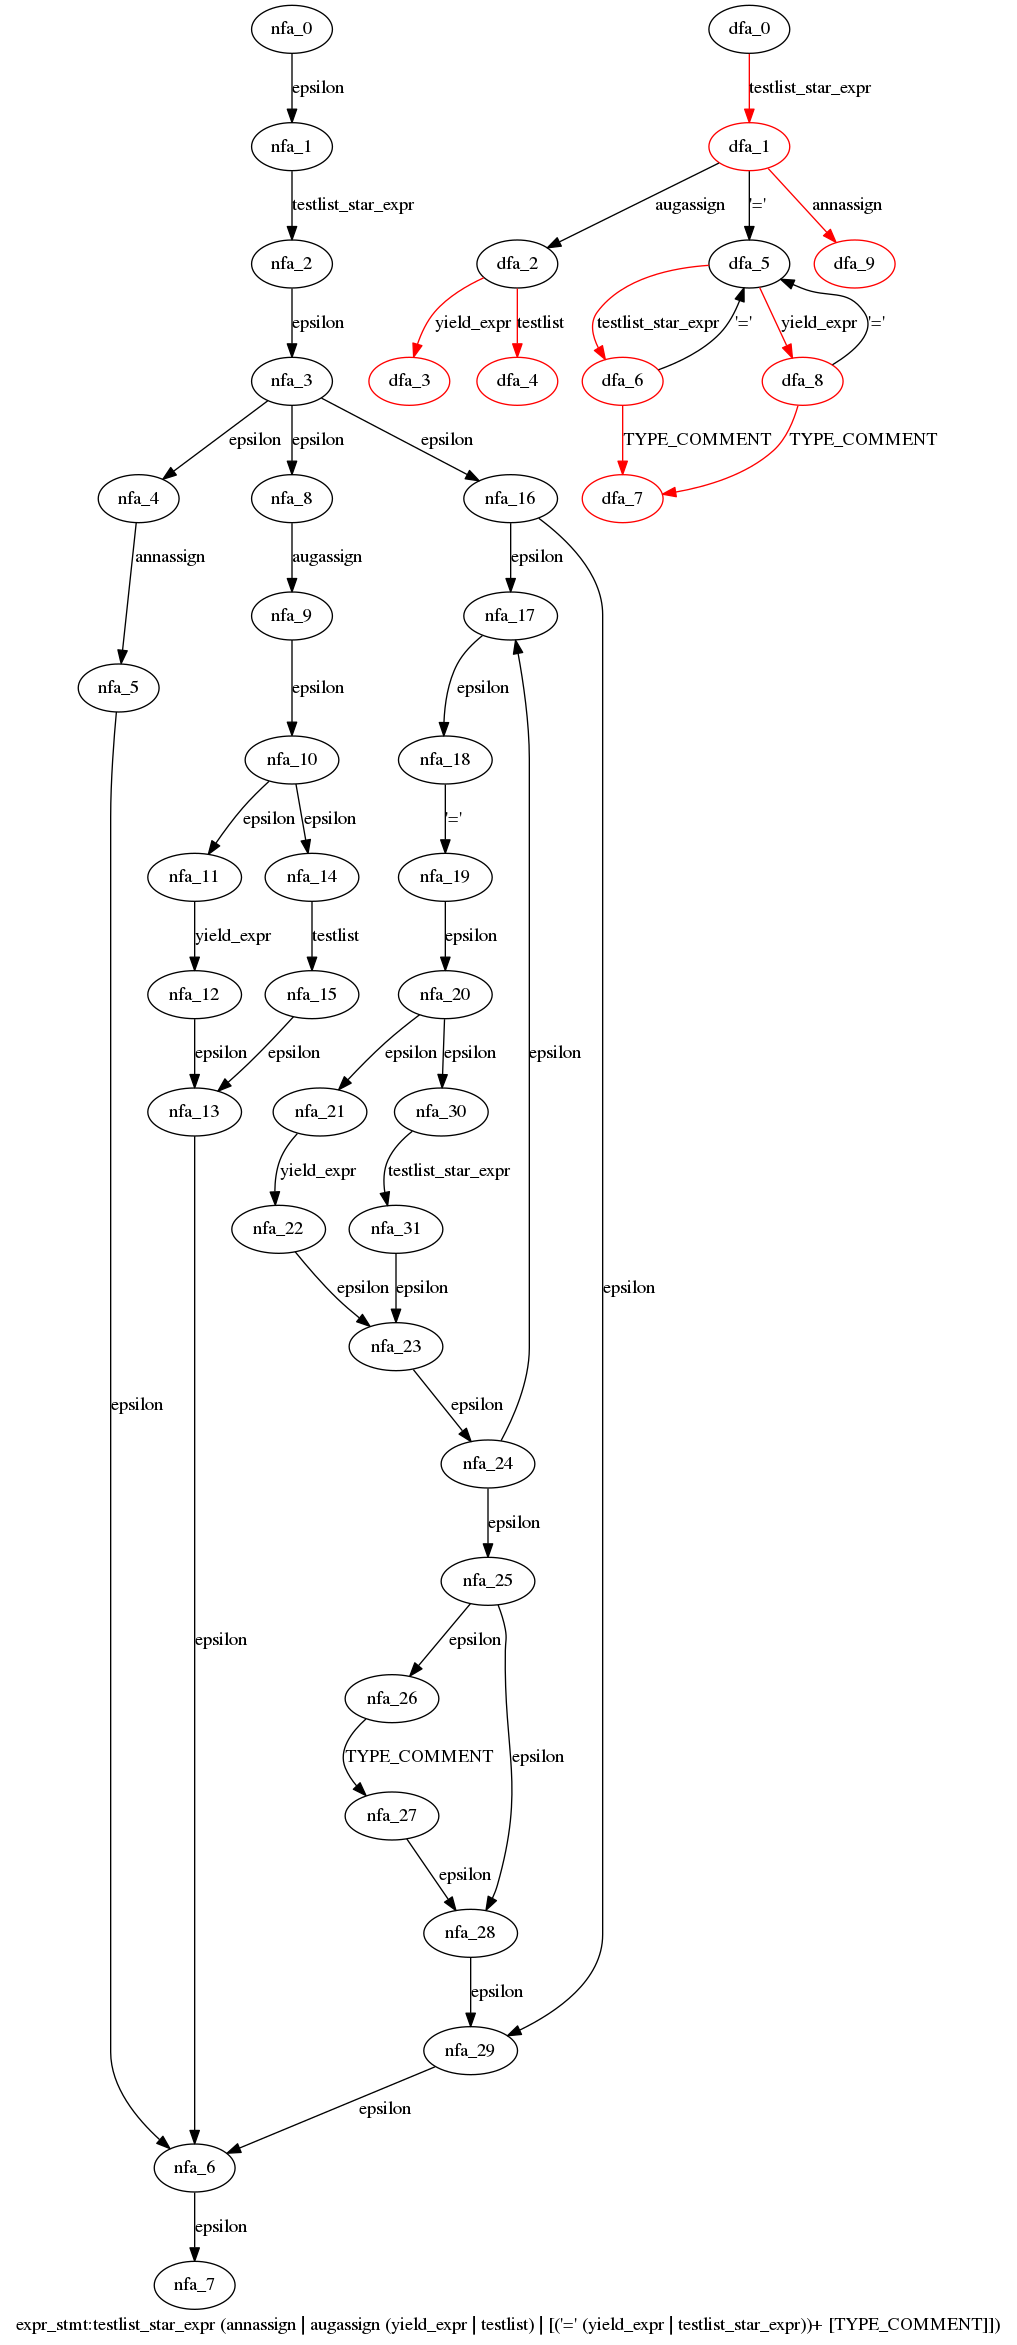 nfa_0
dfa_0
epsilon
testlist_star_expr
nfa_1
dfa_1
testlist_star_expr
augassign
'='
annassign
nfa_2
dfa_2
dfa_5
dfa_9
epsilon
yield_expr
testlist
testlist_star_expr
'='
yield_expr
'='
nfa_3
dfa_3
dfa_4
dfa_6
dfa_8
epsilon
epsilon
epsilon
TYPE_COMMENT
TYPE_COMMENT
nfa_4
nfa_8
nfa_16
dfa_7
annassign
augassign
epsilon
nfa_9
nfa_17
nfa_5
epsilon
epsilon
nfa_10
nfa_18
epsilon
epsilon
'='
nfa_11
nfa_14
nfa_19
yield_expr
testlist
epsilon
nfa_12
nfa_15
nfa_20
epsilon
epsilon
epsilon
epsilon
epsilon
nfa_13
nfa_21
nfa_30
yield_expr
testlist_star_expr
nfa_22
nfa_31
epsilon
epsilon
epsilon
nfa_23
epsilon
epsilon
nfa_24
epsilon
nfa_25
epsilon
epsilon
nfa_26
TYPE_COMMENT
epsilon
nfa_27
epsilon
nfa_28
epsilon
nfa_29
epsilon
nfa_6
epsilon
nfa_7
expr_stmt:testlist_star_expr (annassign | augassign (yield_expr | testlist) | [('=' (yield_expr | testlist_star_expr))+ [TYPE_COMMENT]])